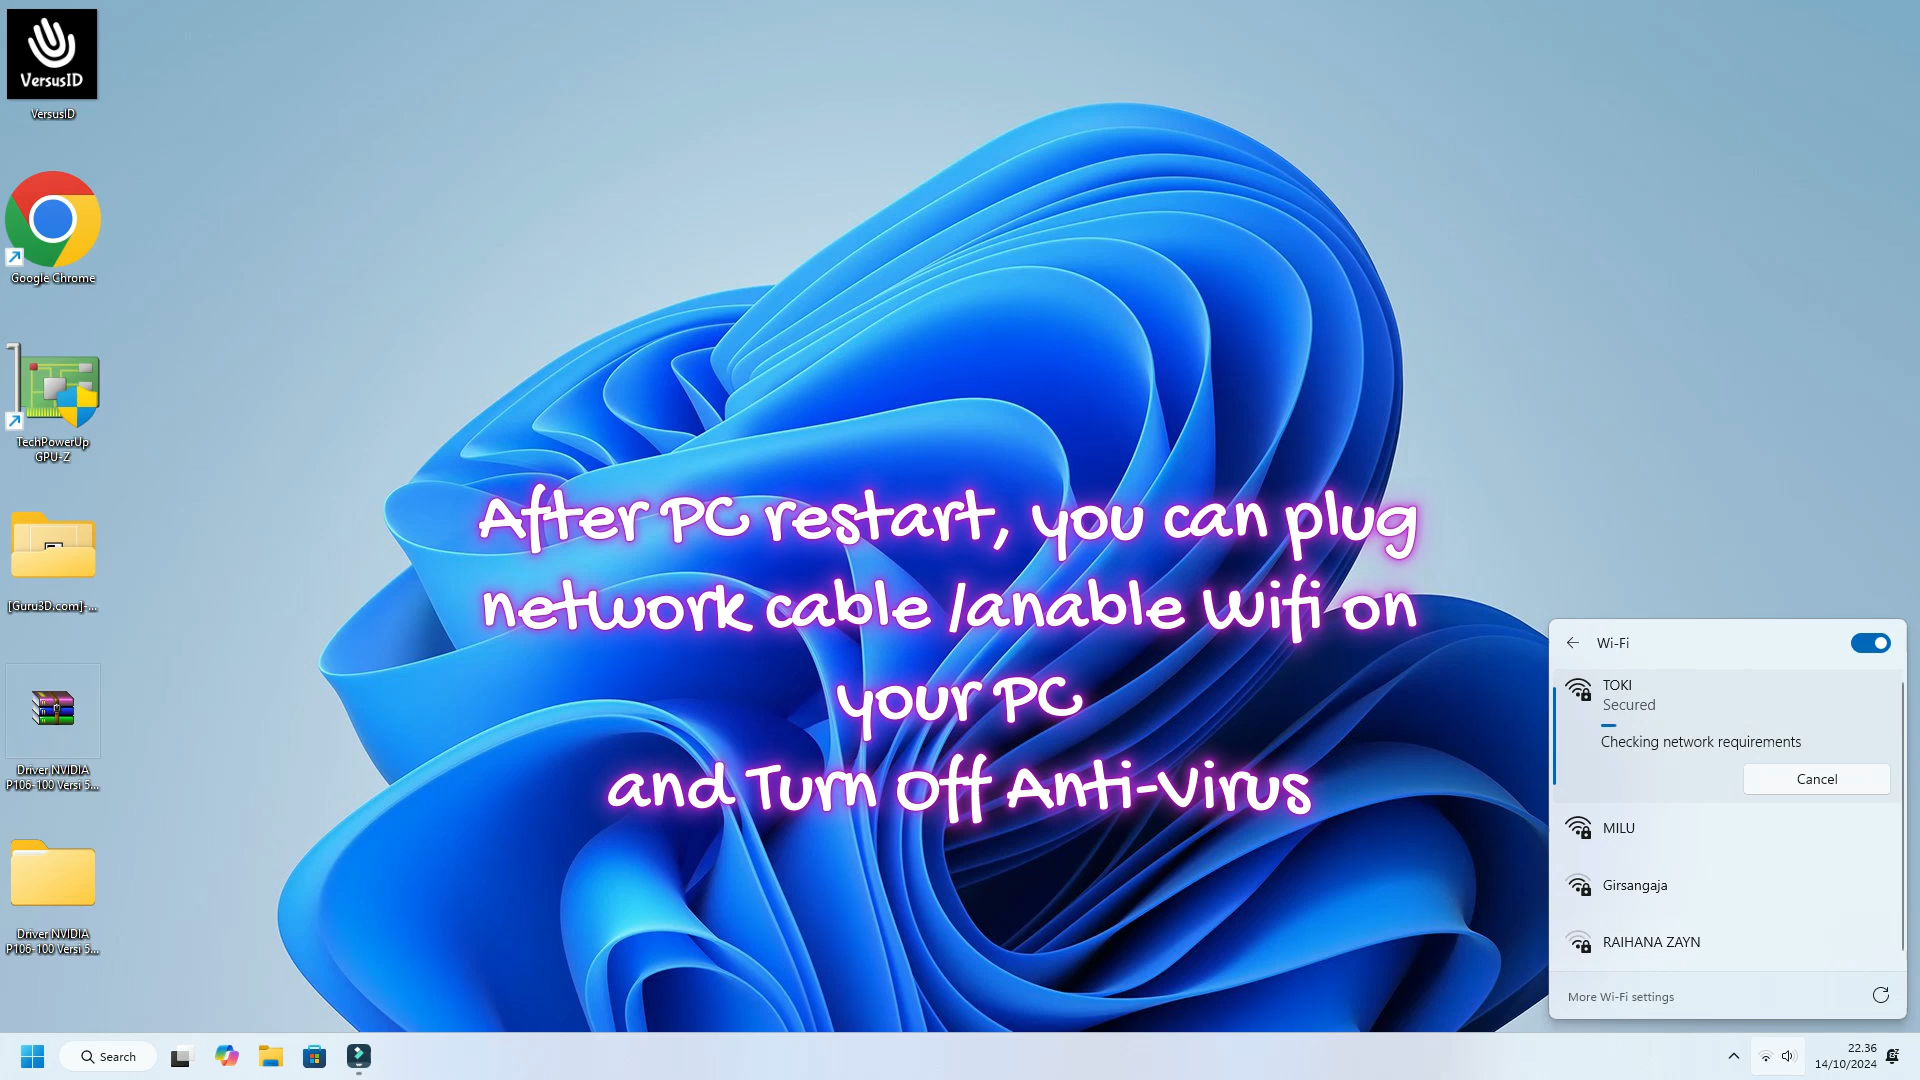 VersusID
VersusID
Google Chrome
TechPowerUp
GPU-Z
[Guru3D.com]-...
Driver NVIDIA
P106-100 Versi 5...
Driver NVIDIA
P106-100 Versi 5...
After PC restart, you can plug
network cable /anable Wifi on
your PC
and Turn Off Anti-Virus
Wi-Fi
TOKI
Secured
Checking network requirements
Cancel
MILU
Girsangaja
RAIHANA ZAYN
More Wi-Fi settings
Search
22.36
14/10/2024